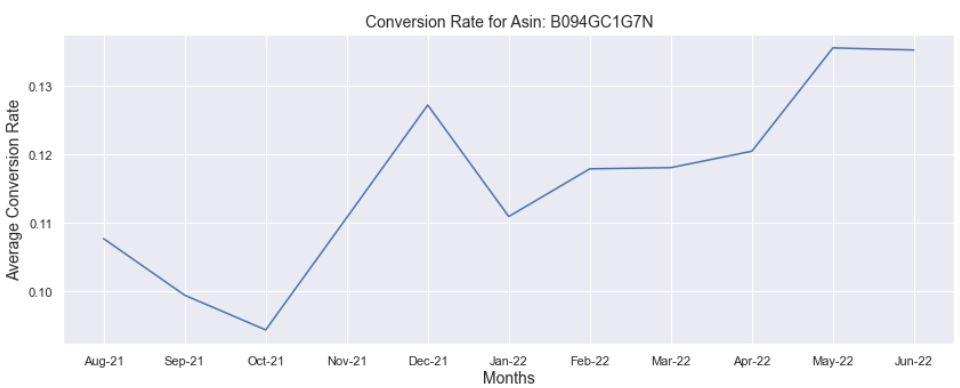 Conversion Rate for Asin: B094GC1G7N
Average Conversion Rate
0.13
0.12
0.11
0.10
Aug-21 Sep-21 Oct-21 Nov-21 Dec-21 Jan-22 Feb-22 Mar-22 Apr-22 May-22 Jun-22
Months